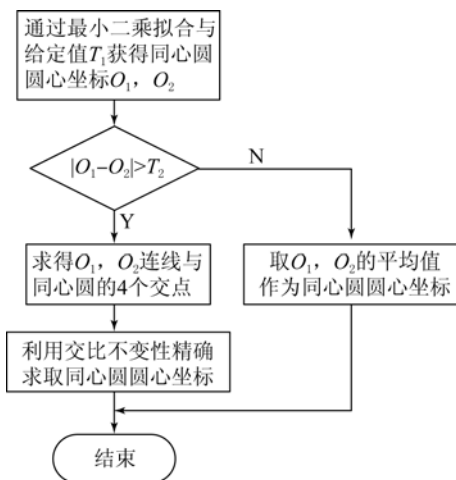 通过最小二乘拟合与
给定值T₁获得同心圆
圆心坐标O₁，O₂
|O₁-O₂|>T₂
N
Y
求得O₁，O₂连线与
同心圆的4个交点
取O₁，O₂的平均值
作为同心圆圆心坐标
利用交比不变性精确
求取同心圆圆心坐标
结束